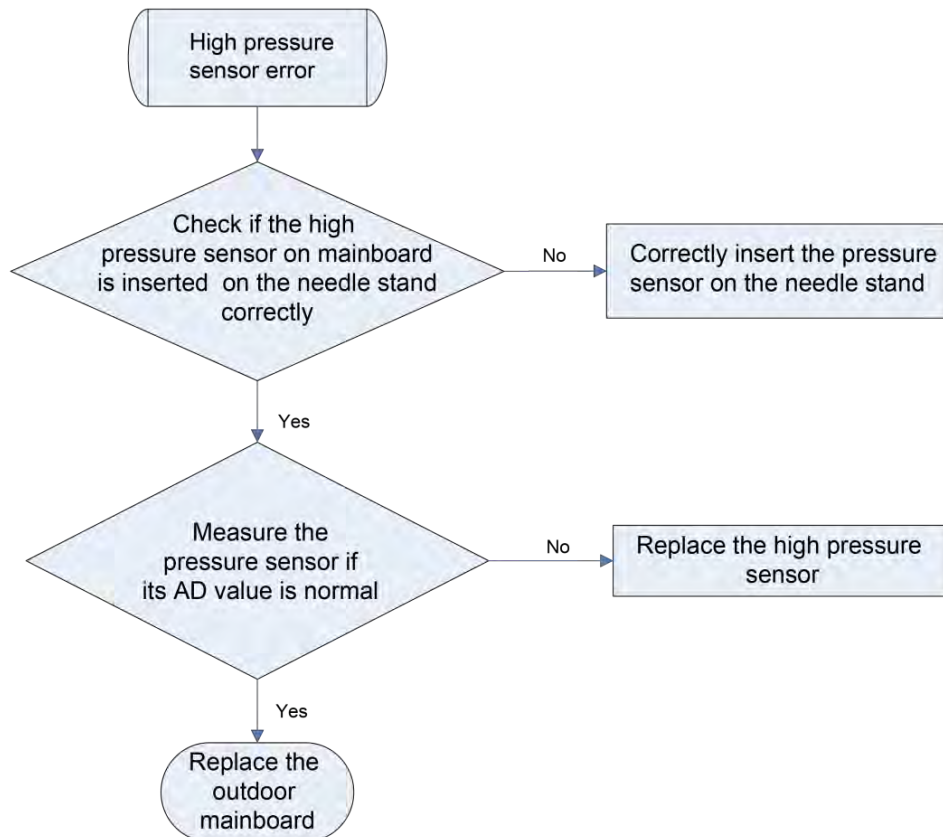 High pressure
sensor error
Check if the high
pressure sensor on mainboard
is inserted on the needle stand
correctly
No
Correctly insert the pressure
sensor on the needle stand
Yes
Measure the
pressure sensor if
its AD value is normal
No
Replace the high pressure
sensor
Yes
Replace the
outdoor
mainboard